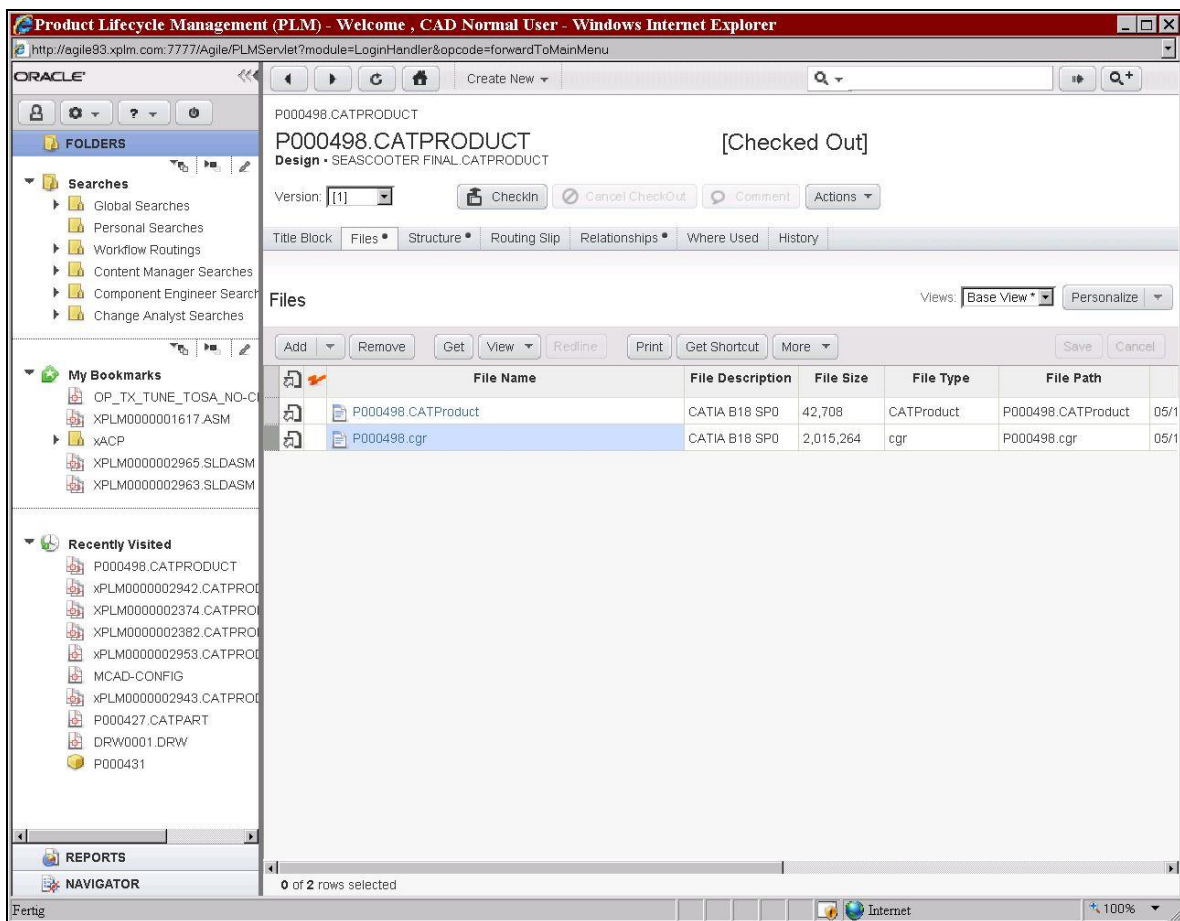 Product Lifecycle Management (PLM) - Welcome , CAD Normal User - Windows Internet Explorer
http://agile93.xplm.com:7777/Agile/PLMServlet?module=LoginHandler&opcode=forwardToMainMenu
ORACLE
Create New
FOLDERS
Searches
Global Searches
Personal Searches
Workflow Routings
Content Manager Searches
Component Engineer Search
Change Analyst Searches
My Bookmarks
OP_TX_TUNE_TOSA_NO-C
XPLM0000001617.ASM
xACP
XPLM0000002965.SLDASM
XPLM0000002963.SLDASM
Recently Visited
P000498.CATPRODUCT
xPLM0000002942.CATPROD
XPLM0000002374.CATPRO
XPLM0000002382.CATPRO
xPLM0000002953.CATPROD
MCAD-CONFIG
xPLM0000002943.CATPROD
P000427.CATPART
DRW0001.DRW
P000431
REPORTS
NAVIGATOR
P000498.CATPRODUCT
P000498.CATPRODUCT [Checked Out]
Design • SEASCOOTER FINAL.CATPRODUCT
Version: [1] CheckIn Cancel CheckOut Comment Actions
Title Block Files • Structure • Routing Slip Relationships • Where Used History
Files Views: Base View * Personalize
Add Remove Get View Redline Print Get Shortcut More Save Cancel
File Name File Description File Size File Type File Path
P000498.CATProduct CATIA B18 SP0 42,708 CATProduct P000498.CATProduct 05/1
P000498.cgr CATIA B18 SP0 2,015,264 cgr P000498.cgr 05/1
0 of 2 rows selected
Fertig Internet 100%